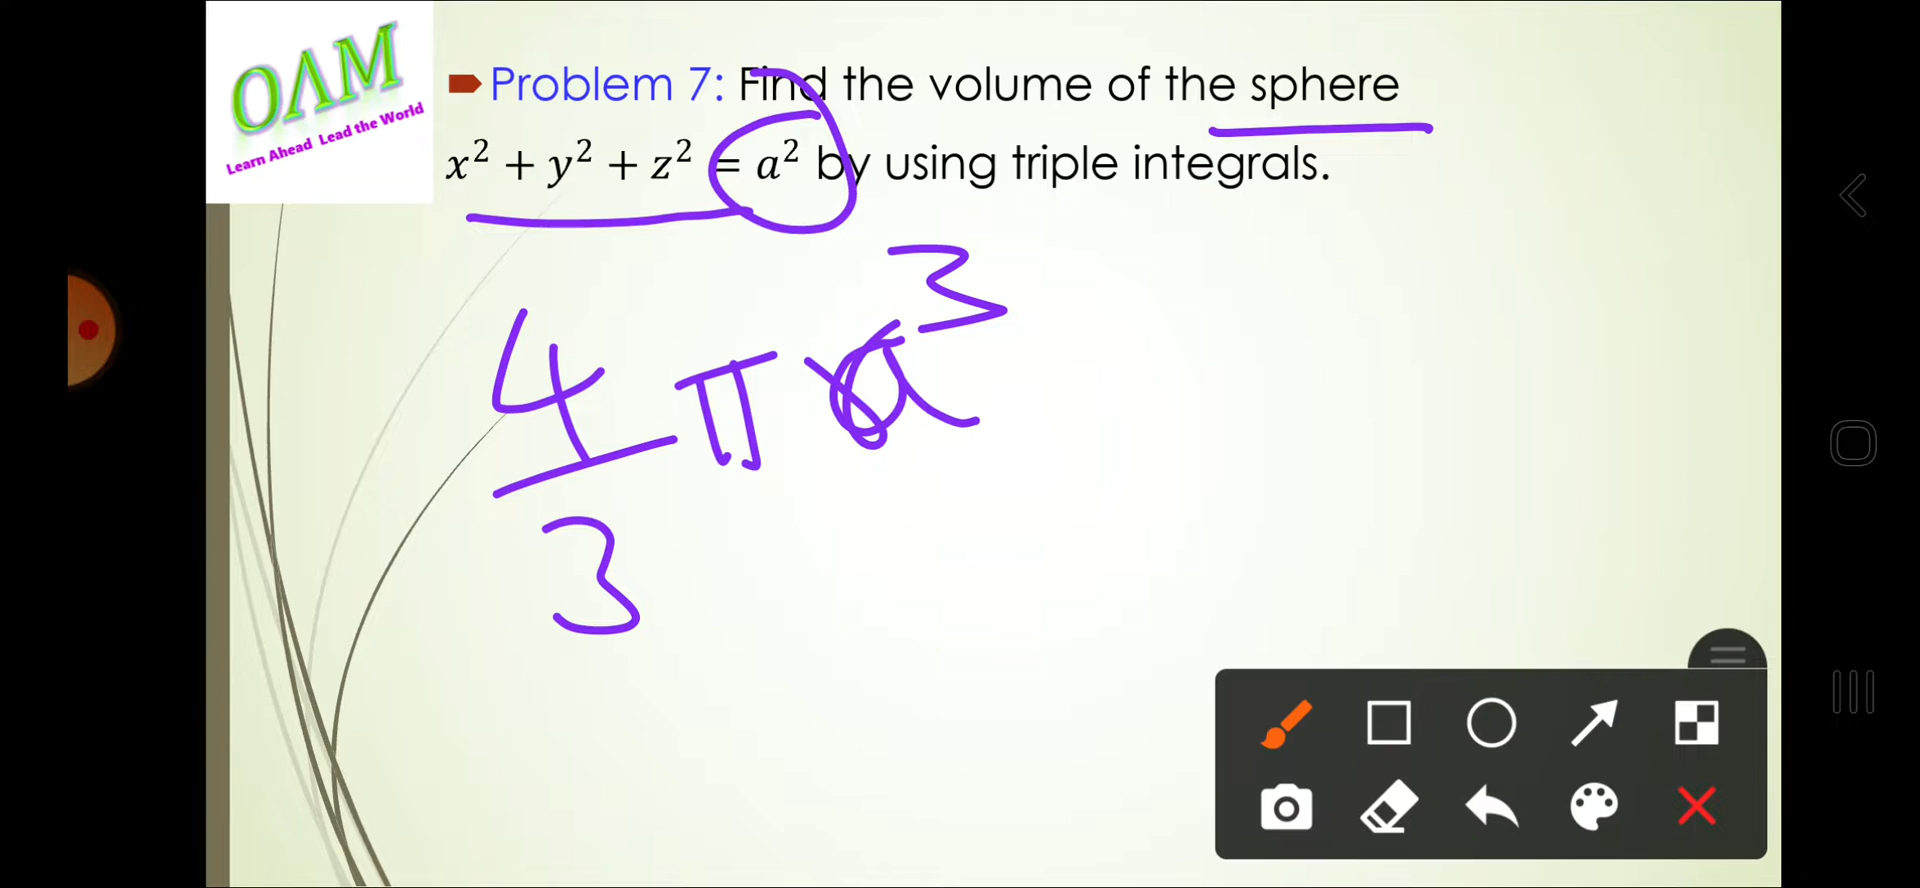 OAM
Learn Ahead Lead the World
Problem 7: Find the volume of the sphere
x² + y² + z² = a² by using triple integrals.
4/3 π a³